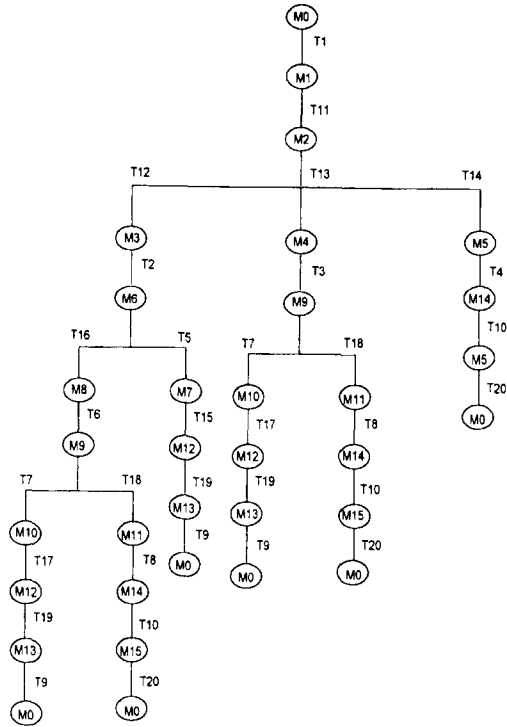 M0
T1
M1
T11
M2
T12 T13 T14
M3 M4 M5
T2 T3 T4
M6 M9 M14
T10
T16 T5 T7 T18
M5
M8 M7 M10 M11
T20
T6 T15 T17 T8
M0
M9 M12 M12 M14
T19 T19 T10
T7 T18
M13 M13 M15
M10 M11
T9 T9 T20
T17 T8
M0 M0 M0
M12 M14
T19 T10
M13 M15
T9 T20
M0 M0